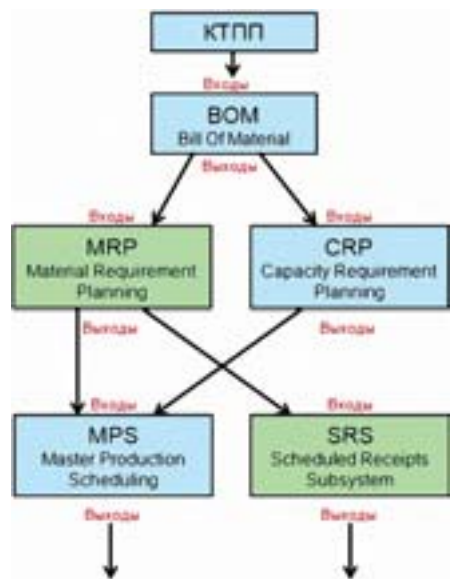 КТПП
Входы
BOM
Bill Of Material
Выходы
Входы
Входы
MRP
Material Requirement
Planning
CRP
Capacity Requirement
Planning
Выходы
Выходы
Входы
Входы
MPS
Master Production
Scheduling
SRS
Scheduled Receipts
Subsystem
Выходы
Выходы